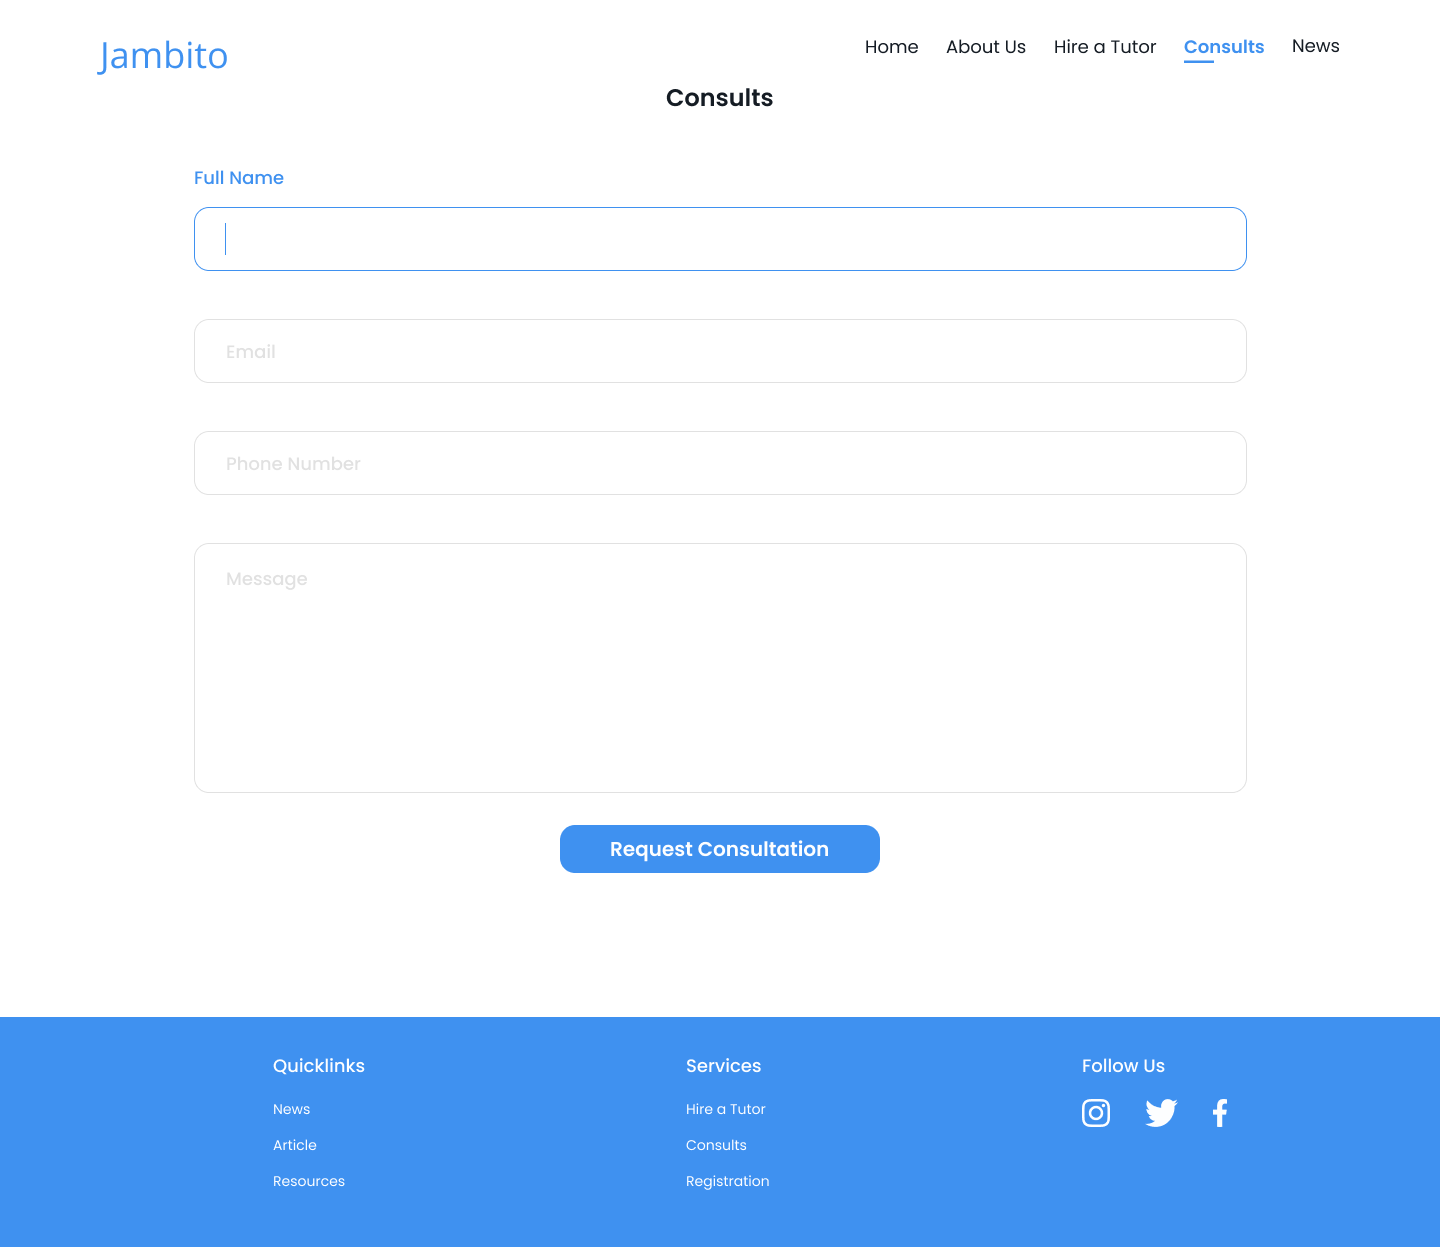 Jambito
Home About Us Hire a Tutor Consults News
Consults
Full Name
Email
Phone Number
Message
Request Consultation
Quicklinks
News
Article
Resources
Services
Hire a Tutor
Consults
Registration
Follow Us